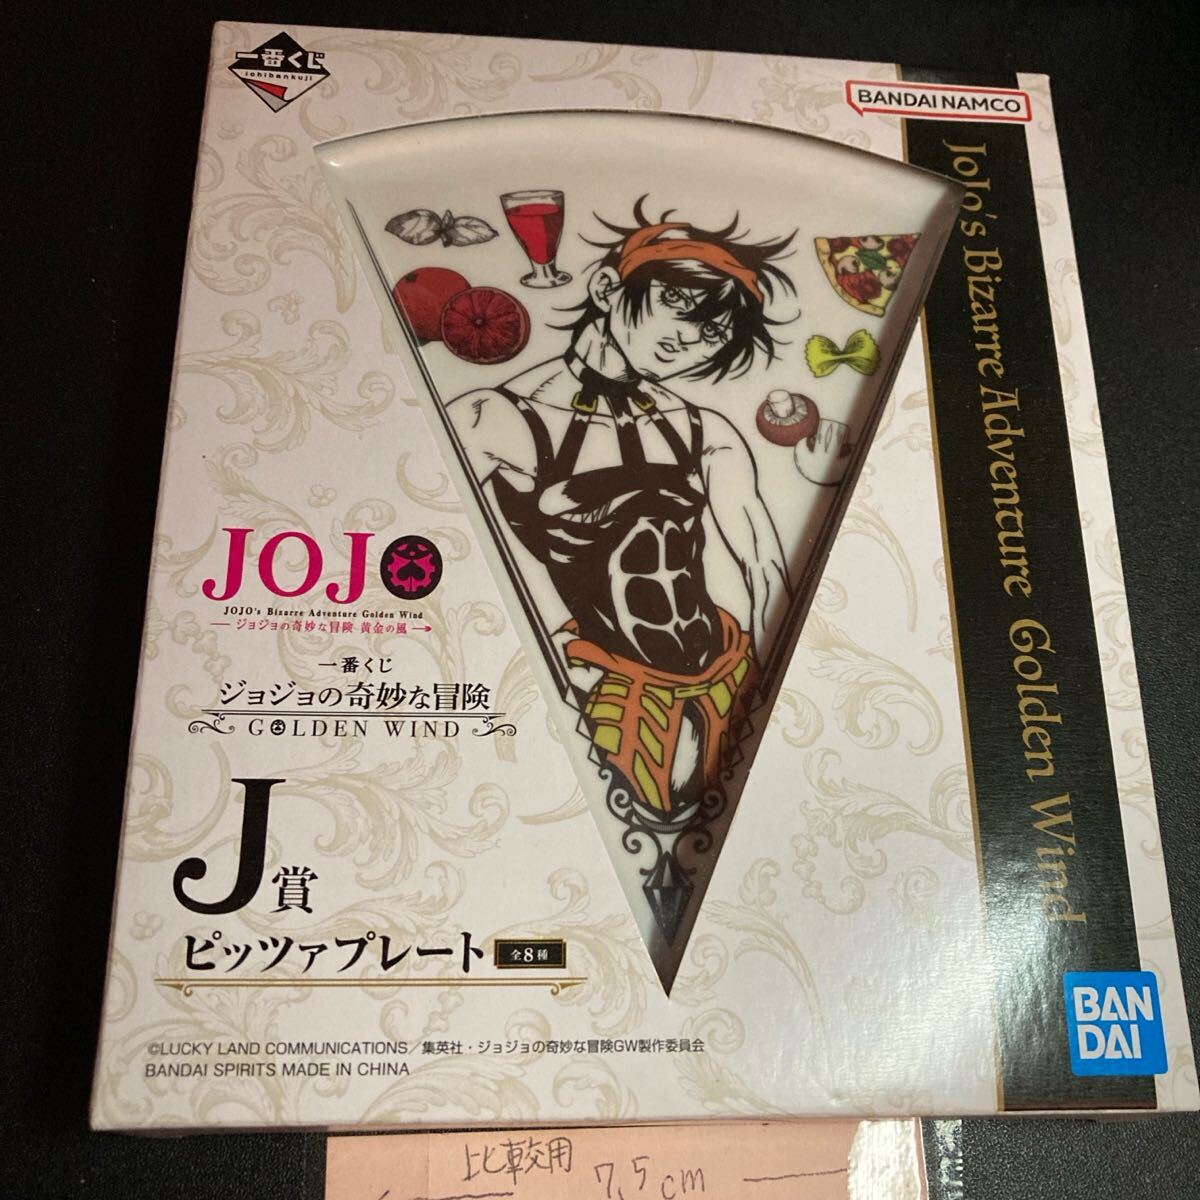 一番くじ
ichibankuji
BANDAI NAMCO
JoJo's Bizarre Adventure Golden Wind
JOJO
JOJO's Bizarre Adventure Golden Wind
ジョジョの奇妙な冒険 黄金の風
一番くじ
ジョジョの奇妙な冒険
GOLDEN WIND
J賞
ピッツァプレート 全8種
©LUCKY LAND COMMUNICATIONS/集英社・ジョジョの奇妙な冒険GW製作委員会
BANDAI SPIRITS MADE IN CHINA
BAN
DAI
比較用
7.5cm